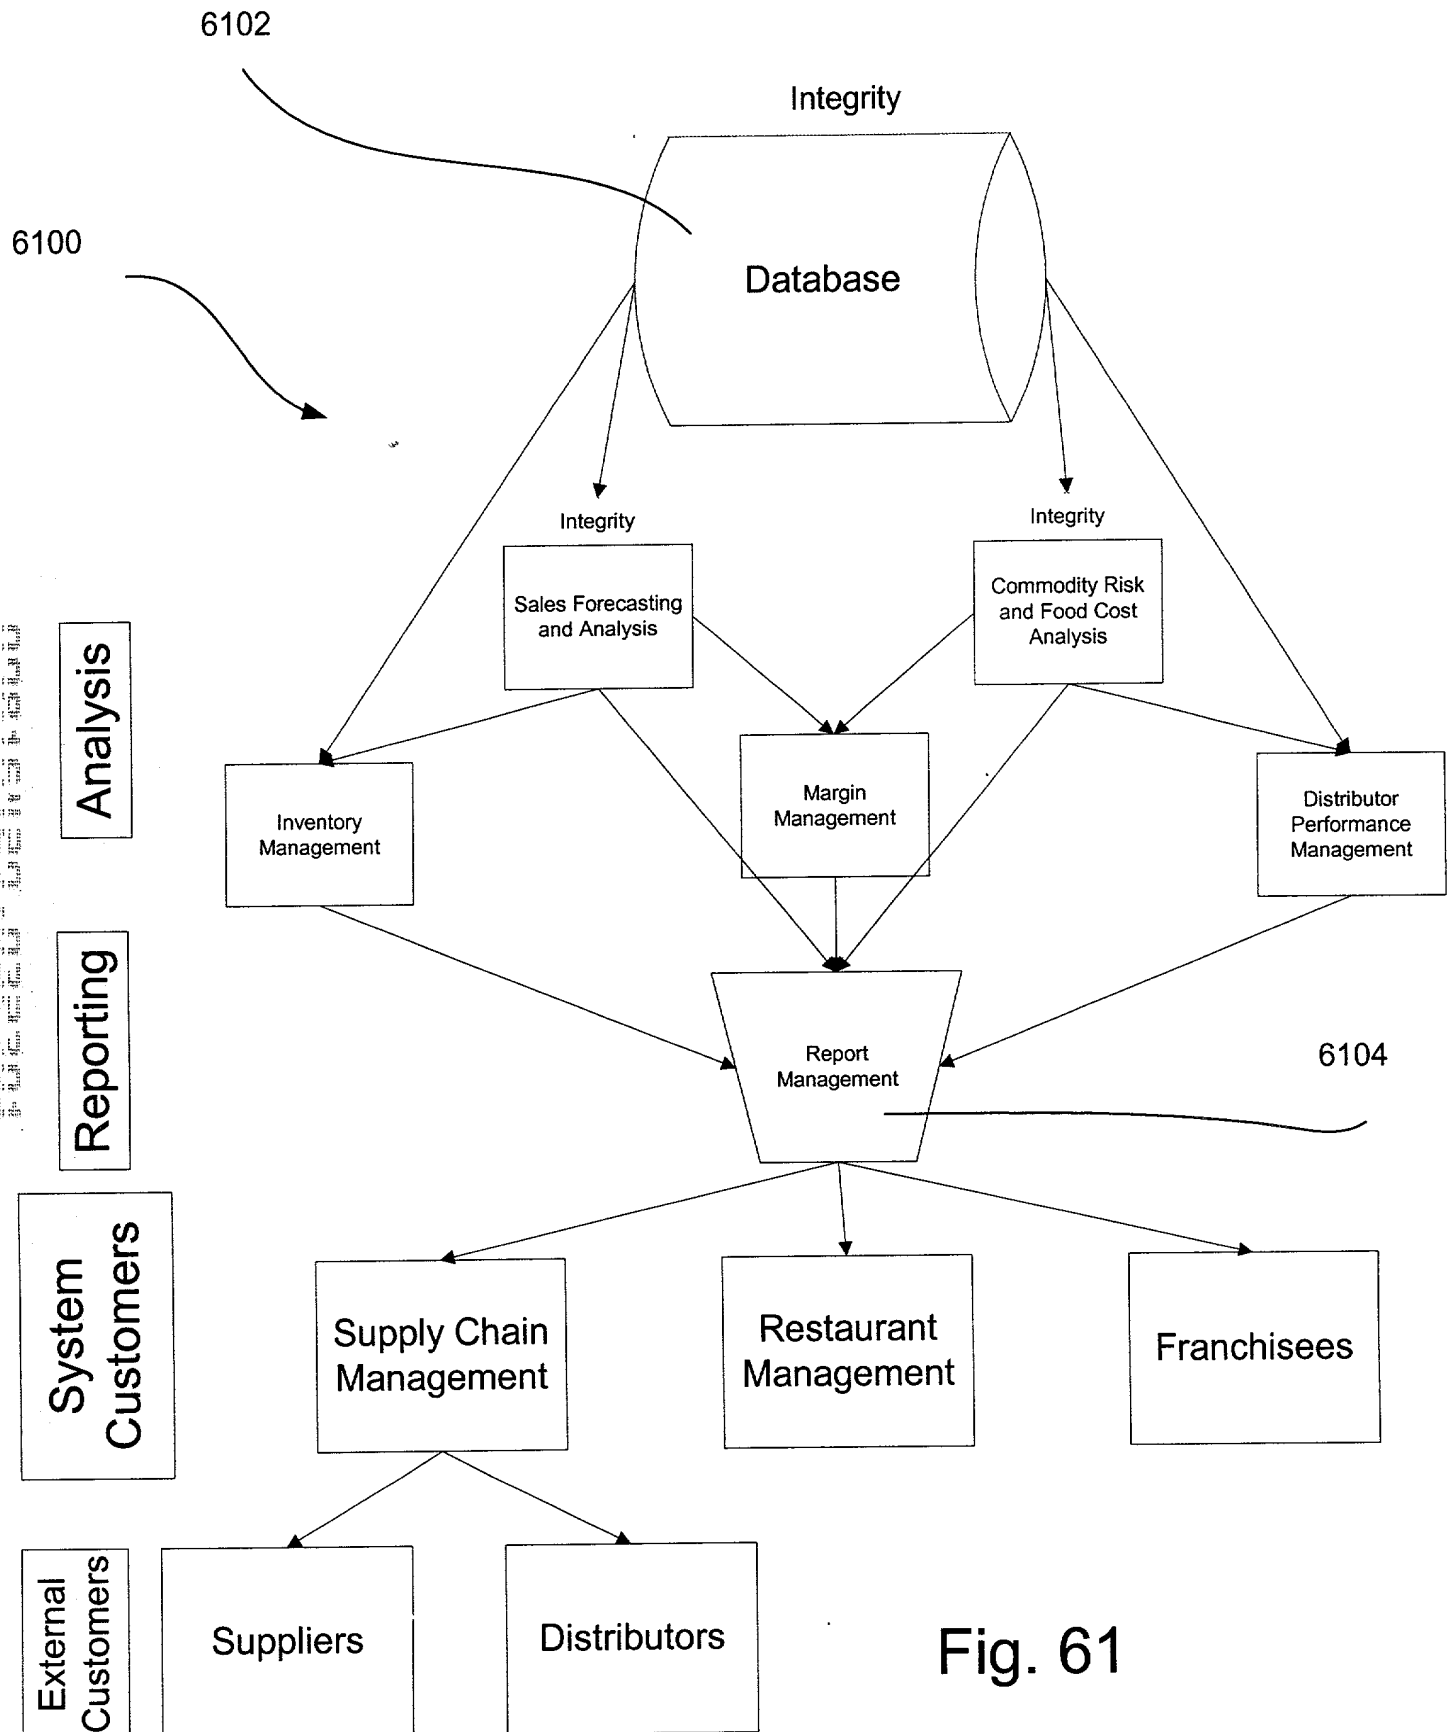 6102
Integrity
6100
Database
Integrity
Integrity
Sales Forecasting
and Analysis
Commodity Risk
and Food Cost
Analysis
Analysis
Inventory
Management
Margin
Management
Distributor
Performance
Management
Reporting
Report
Management
6104
System
Customers
Supply Chain
Management
Restaurant
Management
Franchisees
External
Customers
Suppliers
Distributors
Fig. 61